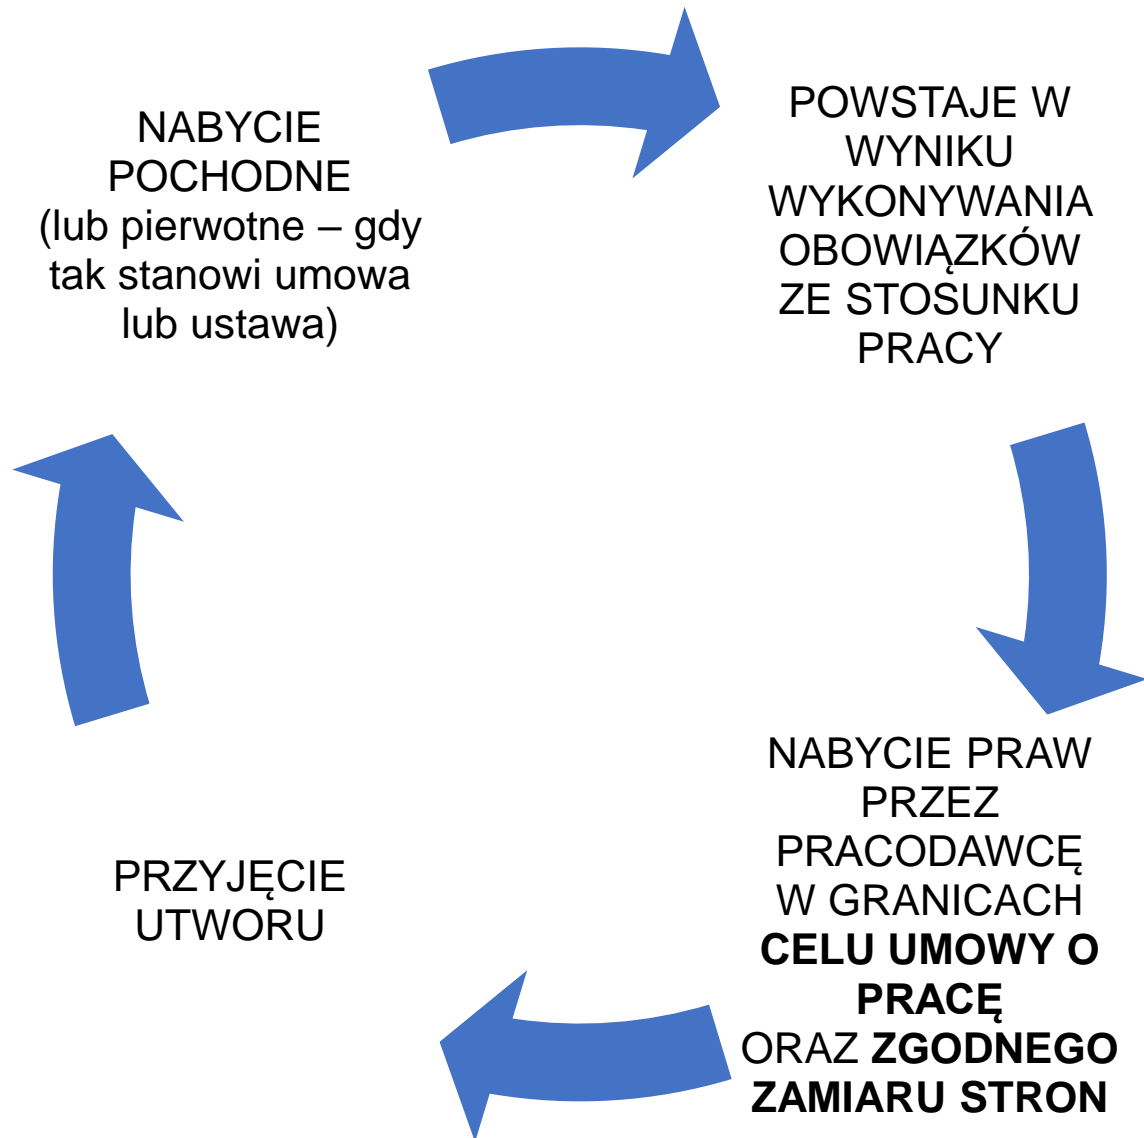 NABYCIE
POCHODNE
(lub pierwotne – gdy
tak stanowi umowa
lub ustawa)
POWSTAJE W
WYNIKU
WYKONYWANIA
OBOWIĄZKÓW
ZE STOSUNKU
PRACY
NABYCIE PRAW
PRZEZ
PRACODAWCĘ
W GRANICACH
CELU UMOWY O
PRACĘ
ORAZ ZGODNEGO
ZAMIARU STRON
PRZYJĘCIE
UTWORU